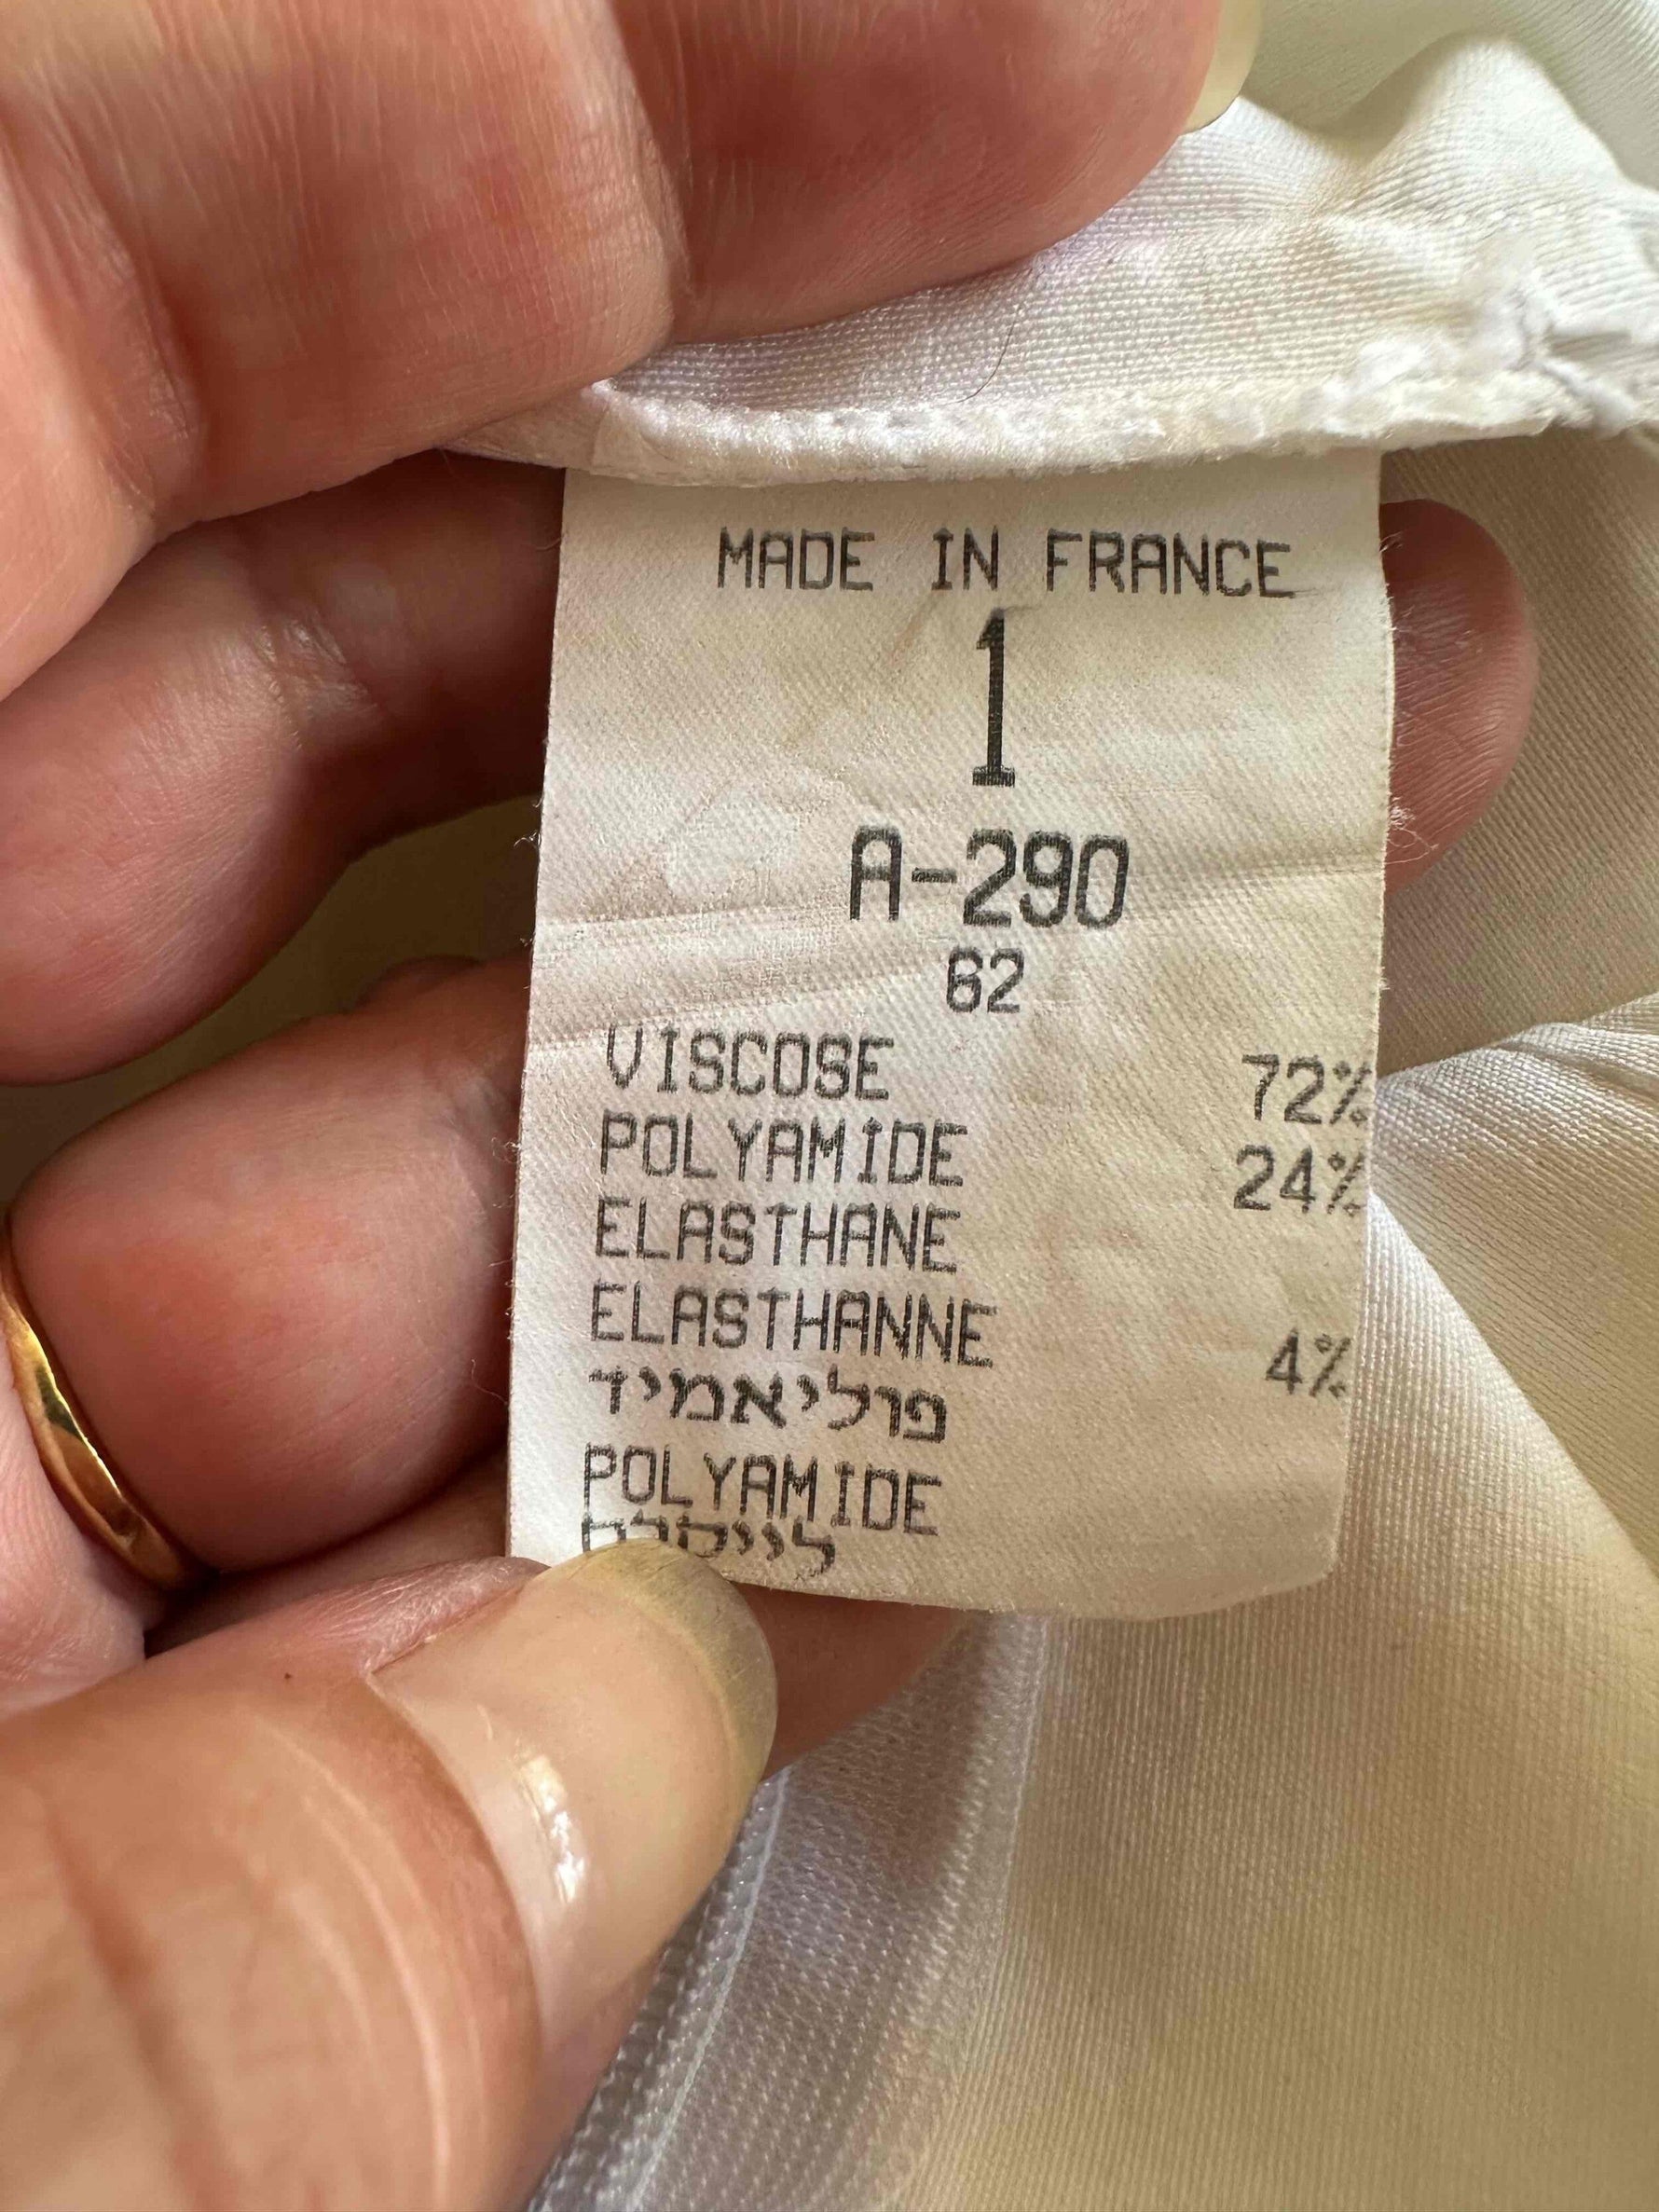 MADE IN FRANCE
1
A-290
62
VISCOSE 72%
POLYAMIDE 24%
ELASTHANE
ELASTHANNE 4%
פוליאמיד
POLYAMIDE